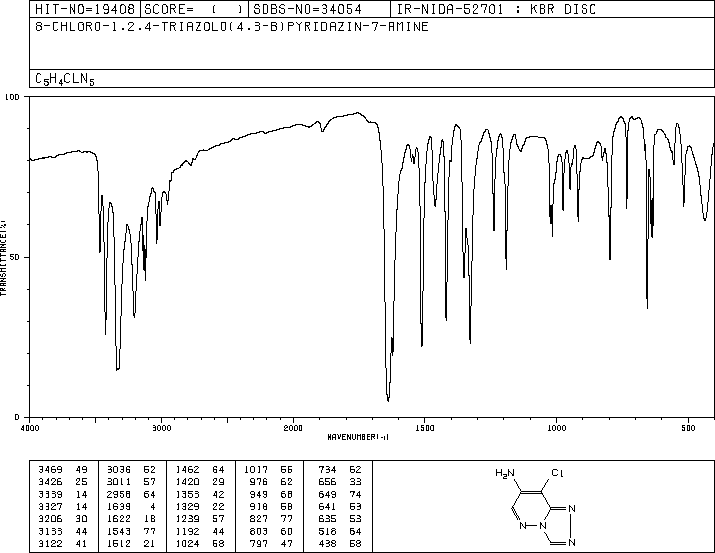 HIT-NO=19408 SCORE= ( ) SDBS-NO=34054 IR-NIDA-52701 : KBR DISC
8-CHLORO-1,2,4-TRIAZOLO(4,3-B)PYRIDAZIN-7-AMINE
C5H4CLN5
100
50
0
TRANSMITTANCE(%)
4000 3000 2000 1500 1000 500
WAVENUMBER(-1)
3469 49 3036 52 1462 64 1017 55 734 62
3426 25 3011 57 1420 29 976 62 656 33
3339 14 2958 64 1353 42 949 68 649 74
3327 14 1639 4 1329 22 918 58 641 53
3206 30 1622 18 1239 57 827 77 635 53
3133 44 1543 77 1192 44 803 60 518 64
3122 41 1512 21 1024 58 797 47 438 58
H2N
Cl
N
N
N
N